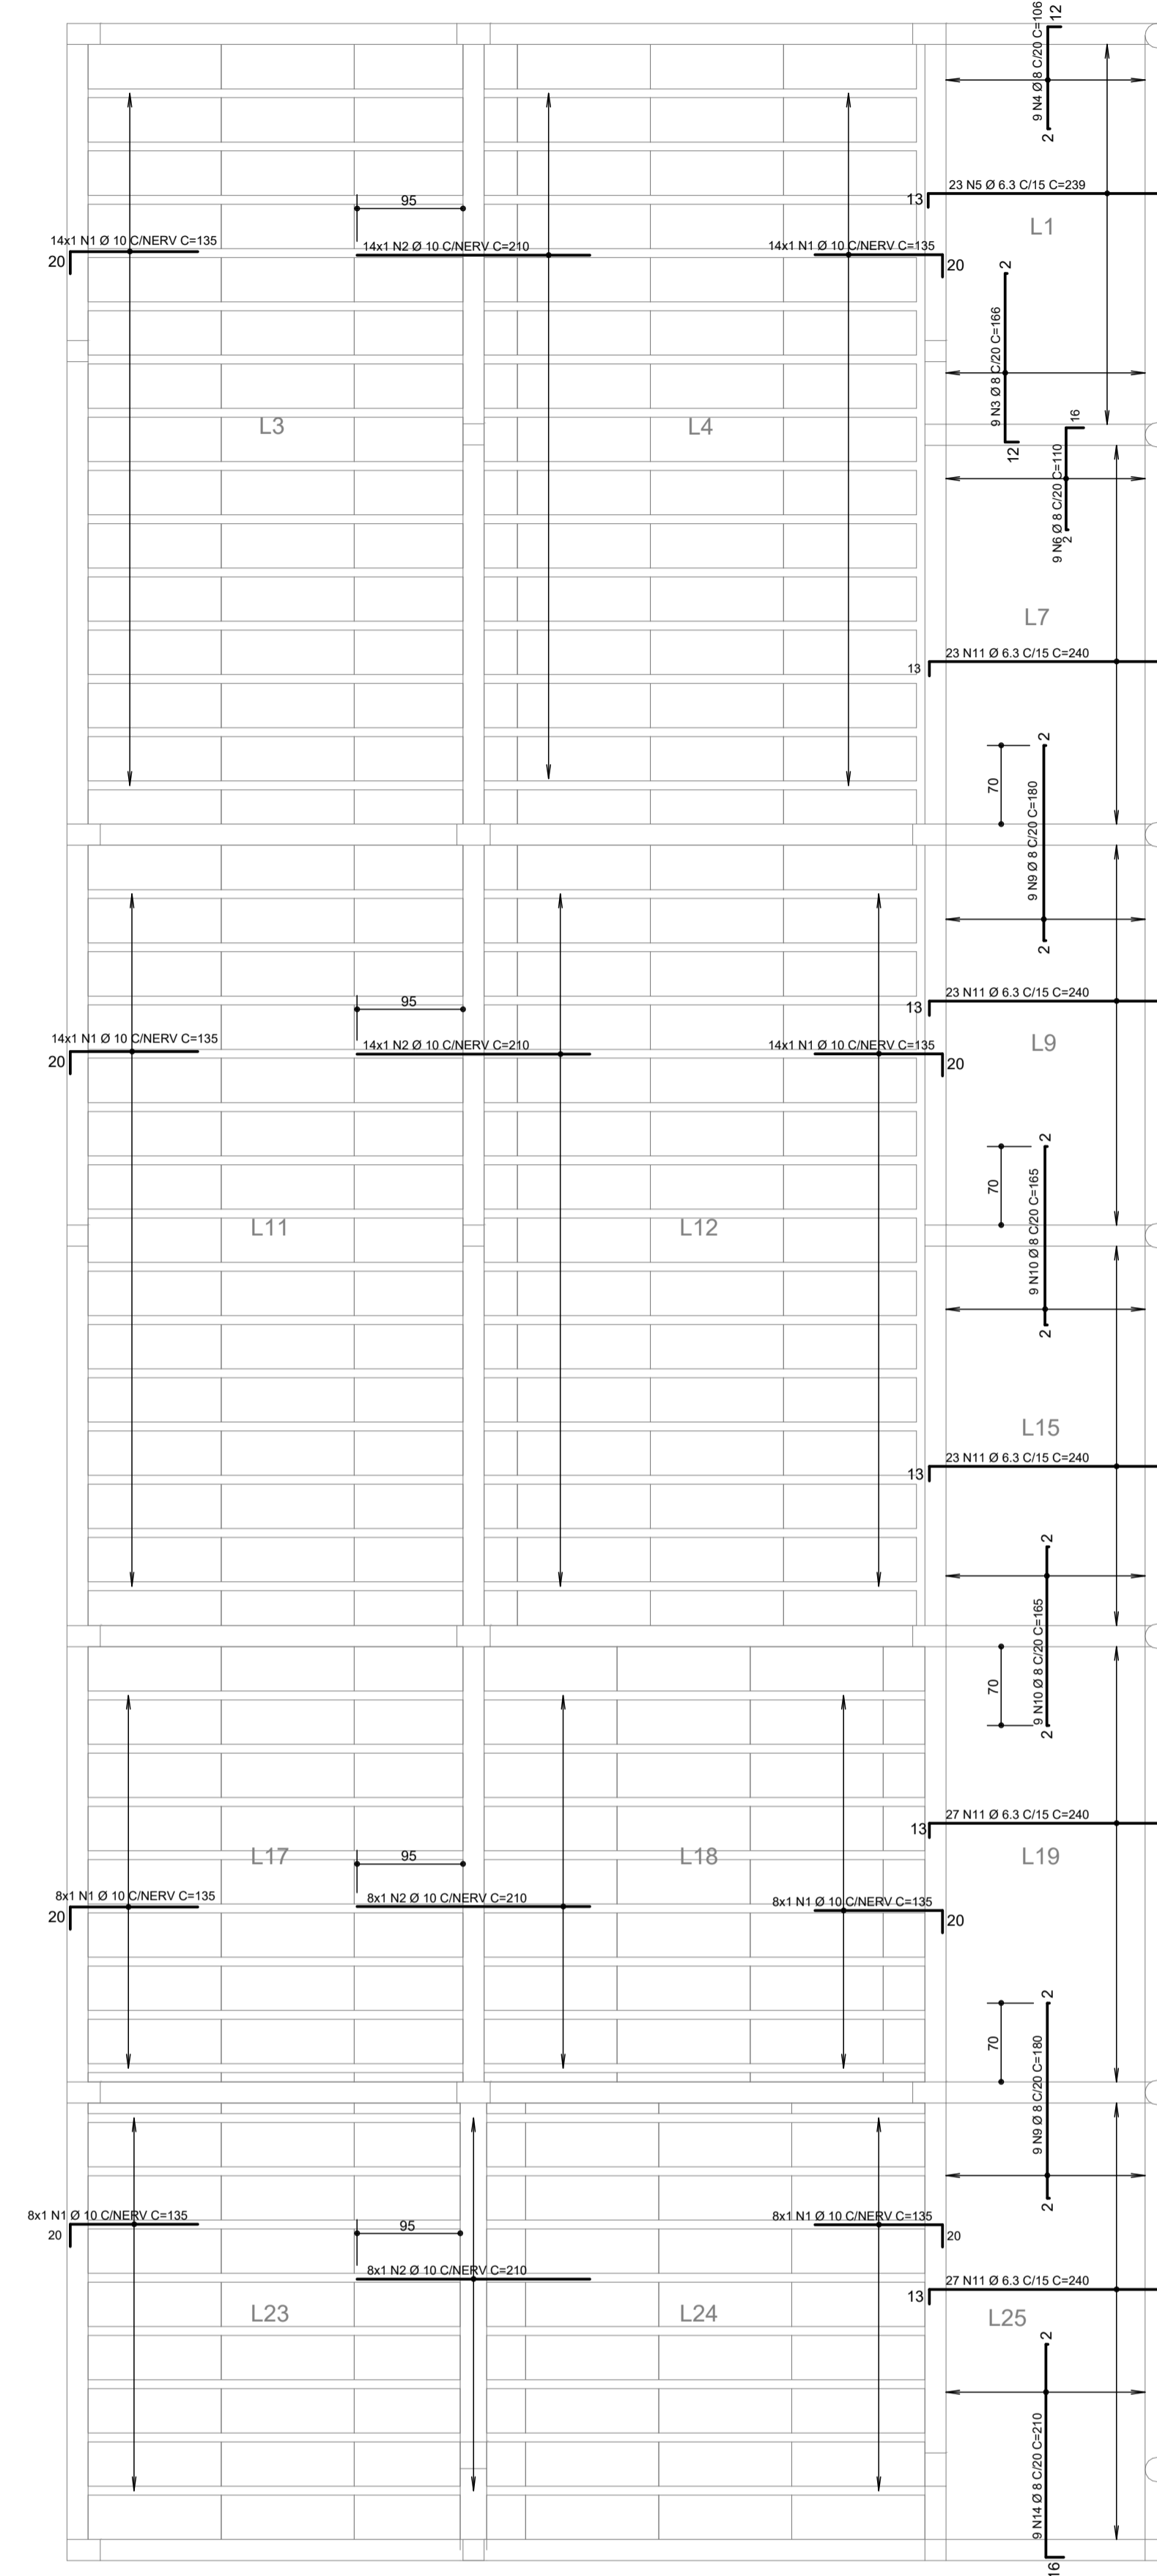 12
9 N4 Ø 8 C/20 C=106
2
23 N5 Ø 6.3 C/15 C=239
13
L1
95
14x1 N1 Ø 10 C/NERV C=135
20
14x1 N2 Ø 10 C/NERV C=210
14x1 N1 Ø 10 C/NERV C=135
20
2
9 N3 Ø 8 C/20 C=166
12
L3
L4
16
9 N6 Ø 8 C/20 C=110
2
L7
23 N11 Ø 6.3 C/15 C=240
13
2
70
9 N9 Ø 8 C/20 C=180
2
95
23 N11 Ø 6.3 C/15 C=240
13
14x1 N1 Ø 10 C/NERV C=135
20
14x1 N2 Ø 10 C/NERV C=210
14x1 N1 Ø 10 C/NERV C=135
20
L9
2
70
9 N10 Ø 8 C/20 C=165
2
L11
L12
L15
23 N11 Ø 6.3 C/15 C=240
13
2
9 N10 Ø 8 C/20 C=165
70
2
27 N11 Ø 6.3 C/15 C=240
13
L17
95
L18
L19
8x1 N1 Ø 10 C/NERV C=135
20
8x1 N2 Ø 10 C/NERV C=210
8x1 N1 Ø 10 C/NERV C=135
20
2
70
9 N9 Ø 8 C/20 C=180
2
8x1 N1 Ø 10 C/NERV C=135
20
95
8x1 N2 Ø 10 C/NERV C=210
8x1 N1 Ø 10 C/NERV C=135
20
27 N11 Ø 6.3 C/15 C=240
13
L23
L24
L25
2
9 N14 Ø 8 C/20 C=210
16